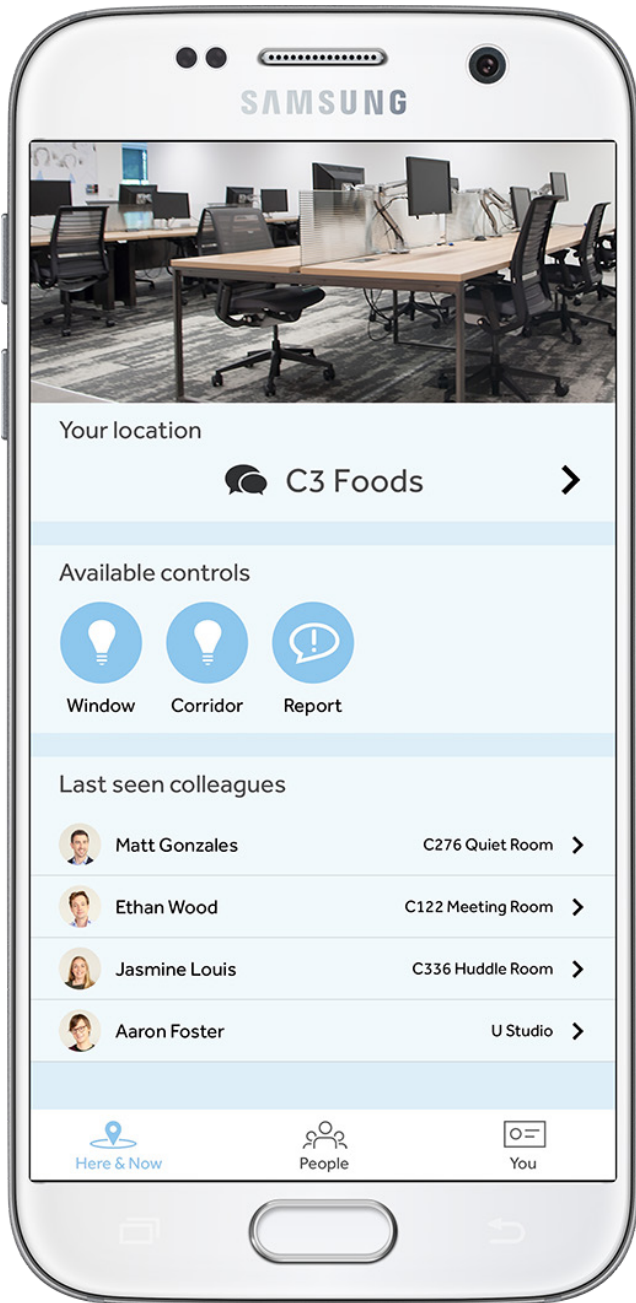 SAMSUNG
Your location
C3 Foods
Available controls
Window Corridor Report
Last seen colleagues
Matt Gonzales C276 Quiet Room
Ethan Wood C122 Meeting Room
Jasmine Louis C336 Huddle Room
Aaron Foster U Studio
Here & Now People You